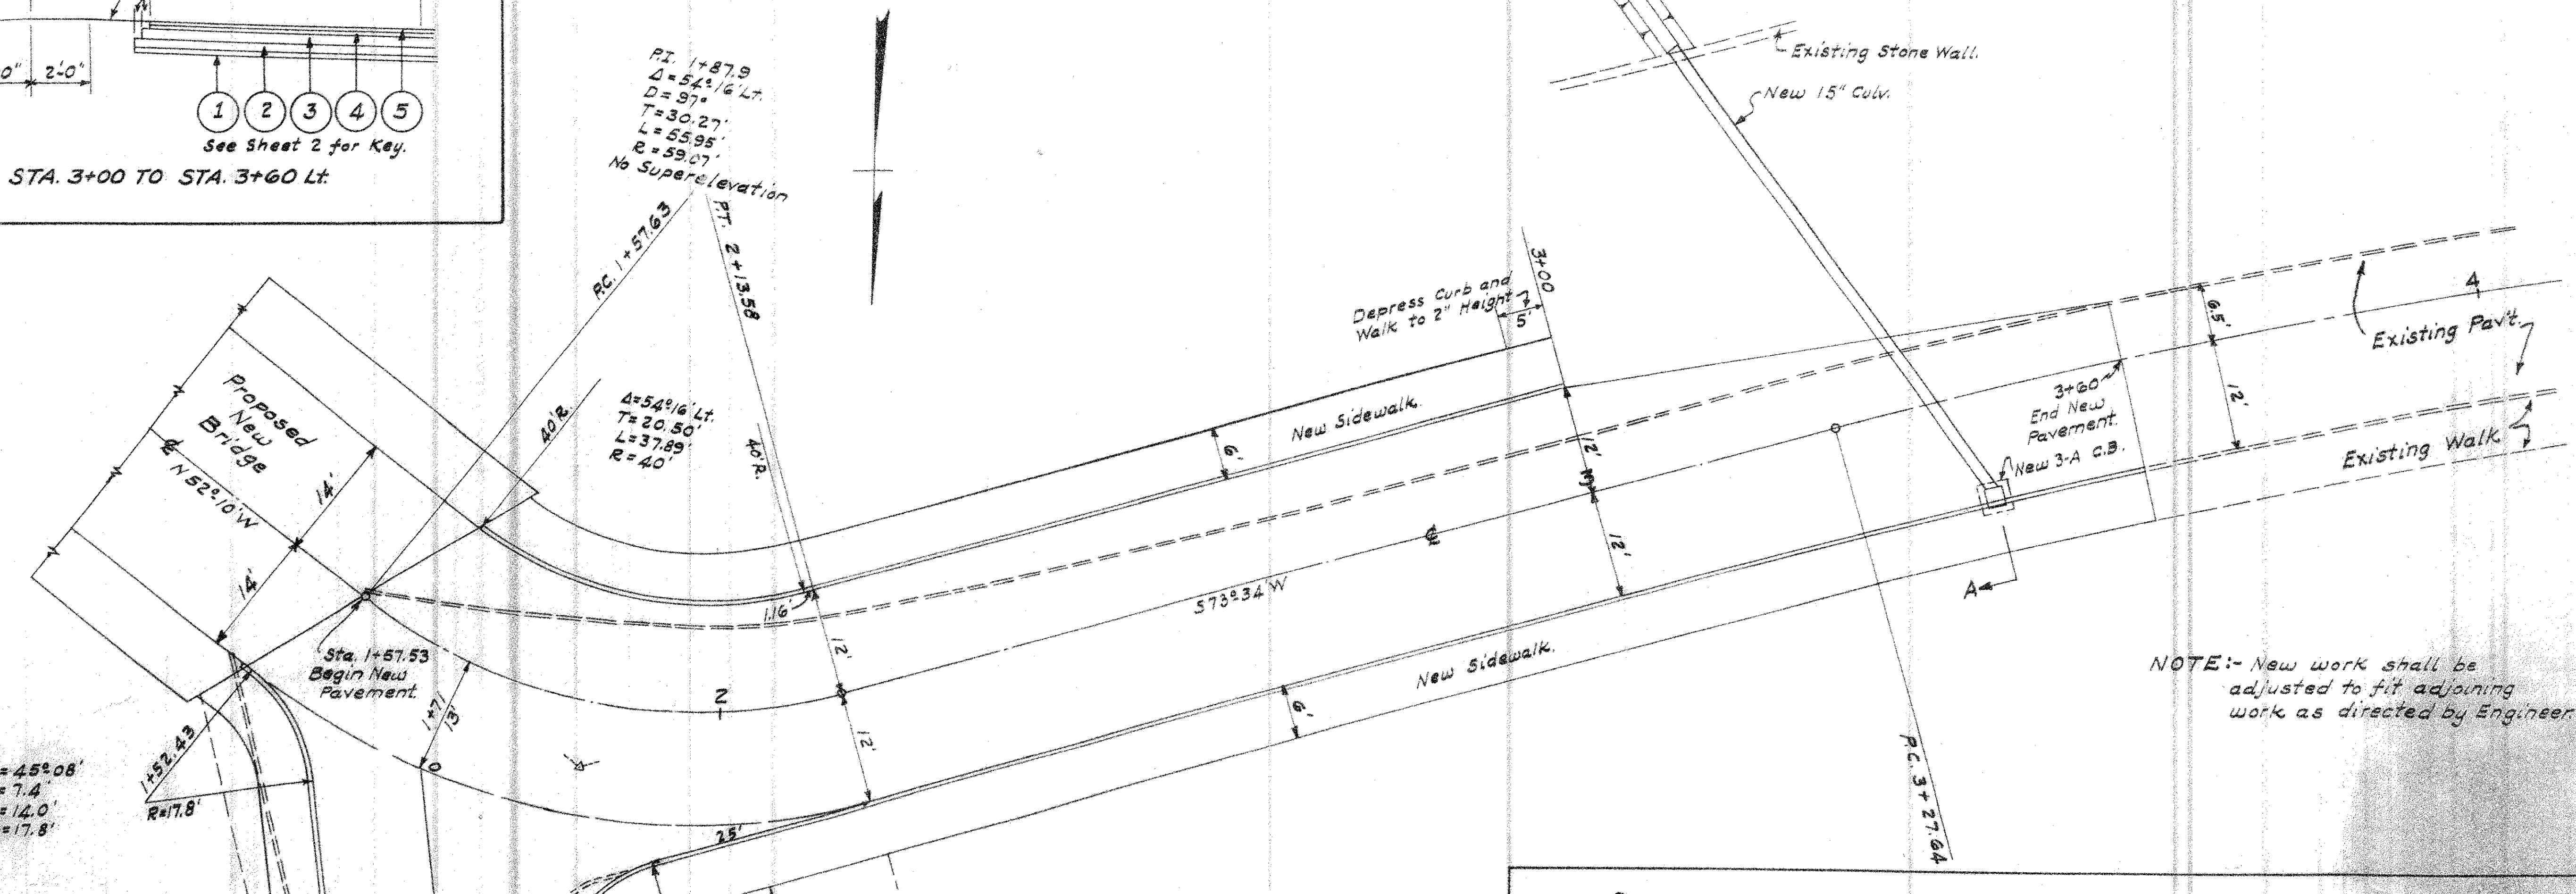 0" 2'-0"
1 2 3 4 5
See Sheet 2 for Key.
STA. 3+00 TO STA. 3+60 Lt.
P.I. 1+87.9
Δ=54°16' Lt.
D=97°
T=30.27'
L=55.95'
R=59.07'
No Superelevation
P.C. 1+57.63
P.T. 2+13.58
40'R.
Δ=54°16' Lt.
T=20.50'
L=37.89'
R=40'
40'R.
Proposed
New
Bridge
℄ N52°-10'W
14'
14'
Sta. 1+57.53
Begin New
Pavement.
1+71
13'
1+52.43
R=17.8'
=45°08'
=7.4'
=14.0'
=17.8'
2
1.16'
12'
12'
25'
6'
New Sidewalk.
Depress Curb and
Walk to 2" Height
5'
3+00
12'
12'
℄
S73°34'W
New Sidewalk.
6'
Existing Stone Wall.
New 15" Culv.
3+60
End New
Pavement.
New 3-A C.B.
A
P.C. 3+27.64
6.5'
12'
4
Existing Pav't.
Existing Walk
NOTE:- New work shall be
adjusted to fit adjoining
work as directed by Engineer.